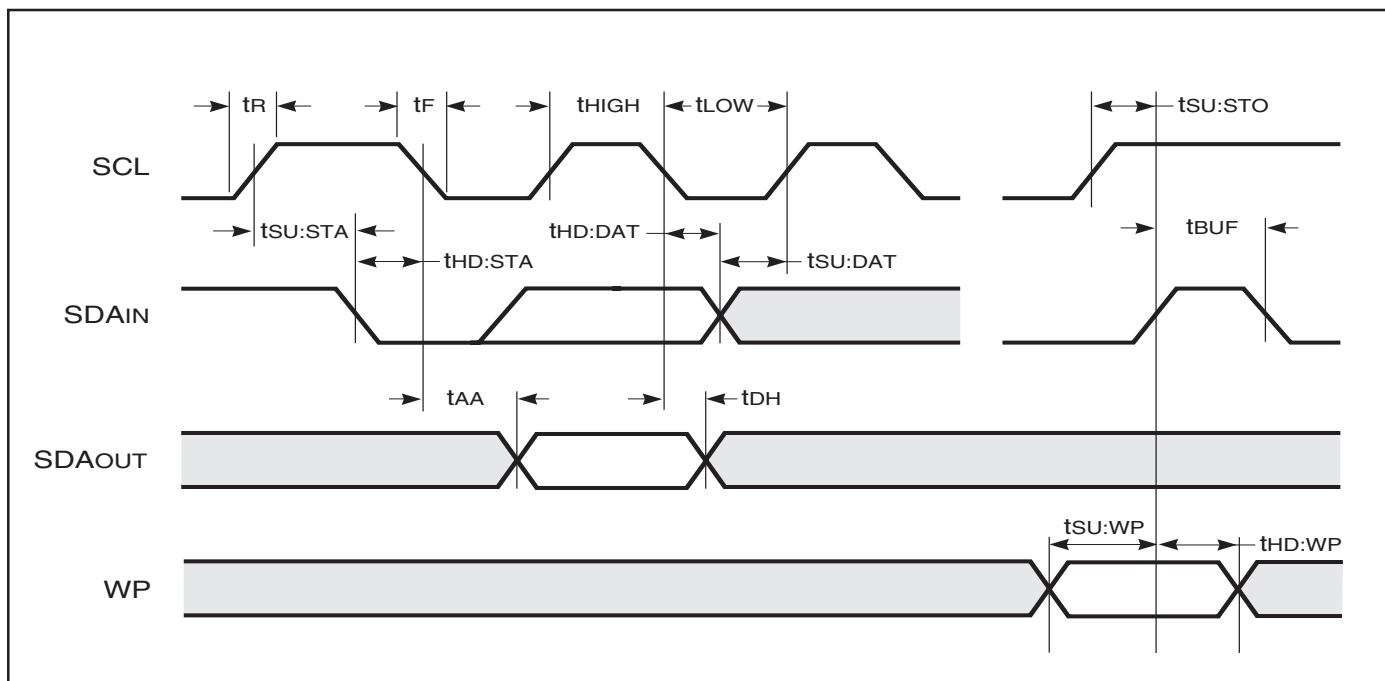 tR tF tHIGH tLOW tSU:STO
SCL
tSU:STA tHD:DAT tBUF
tHD:STA tSU:DAT
SDAIN
tAA tDH
SDAOUT
tSU:WP tHD:WP
WP